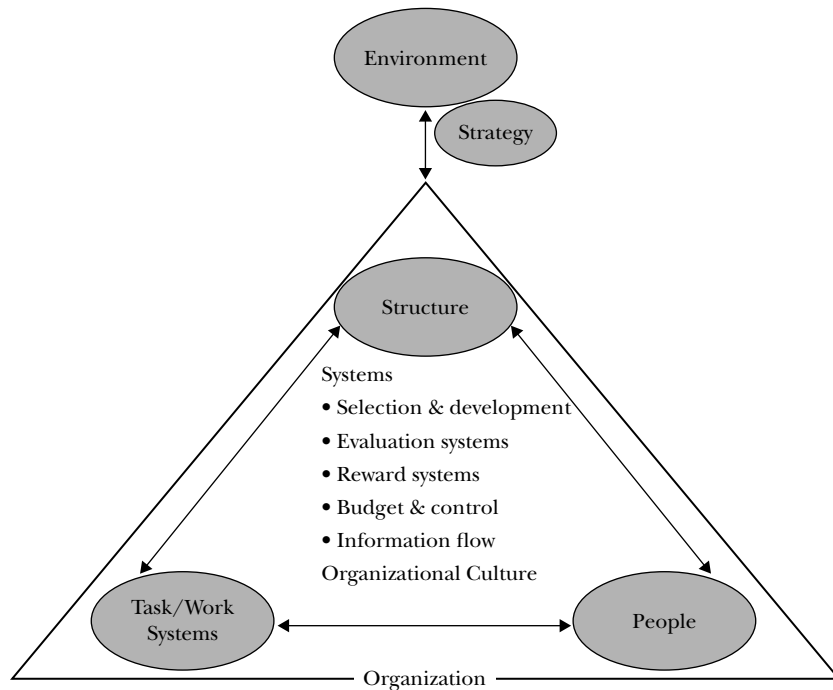 Environment
Strategy
Structure
Systems
• Selection & development
• Evaluation systems
• Reward systems
• Budget & control
• Information flow
Organizational Culture
Task/Work
Systems
People
Organization